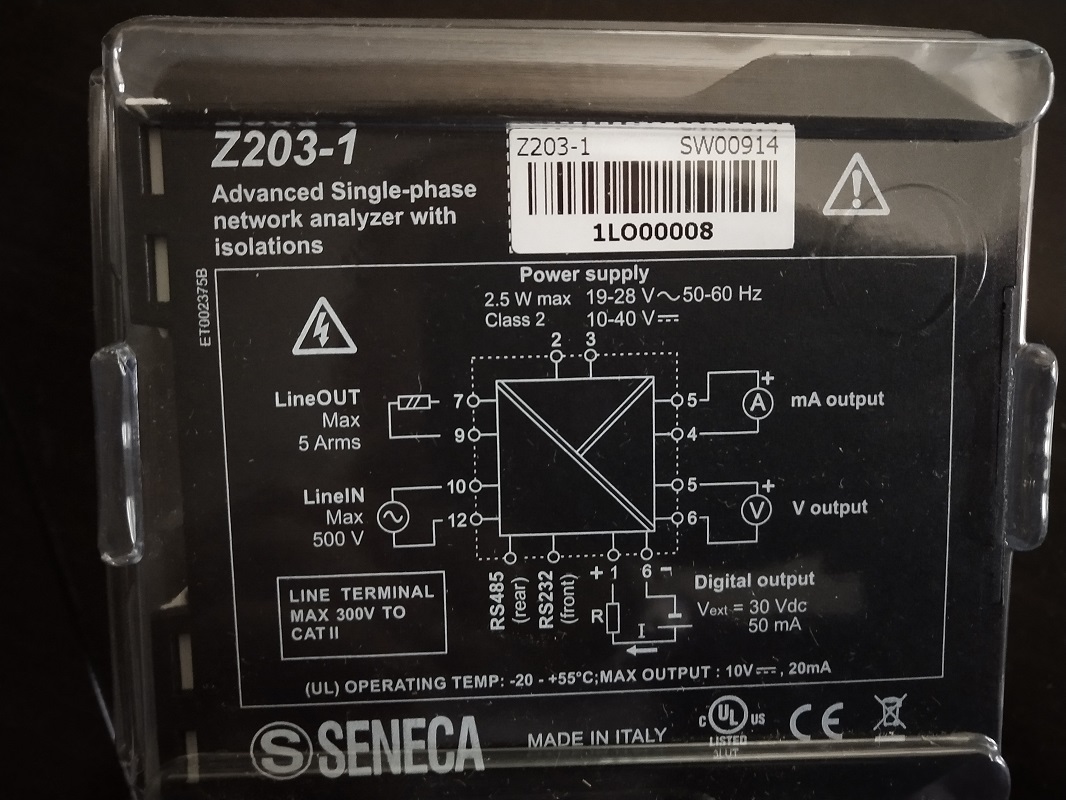 Z203-1
Advanced Single-phase
network analyzer with
isolations
Z203-1 SW00914
1LO00008
ET002375B
Power supply
2.5 W max 19-28 V~50-60 Hz
Class 2 10-40 V⎓
2 3
LineOUT
Max
5 Arms
7
9
LineIN
Max
500 V
10
12
5
4
+
A
mA output
5
6
+
V
V output
LINE TERMINAL
MAX 300V TO
CAT II
RS485
(rear)
RS232
(front)
+ 1 6 -
R
I
Digital output
Vext = 30 Vdc
50 mA
(UL) OPERATING TEMP: -20 - +55°C;MAX OUTPUT : 10V⎓, 20mA
S SENECA
MADE IN ITALY
C UL US
LISTED
CE